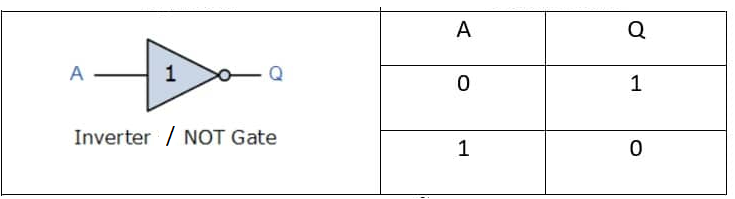 A Q
A 1 Q
0 1
Inverter / NOT Gate
1 0